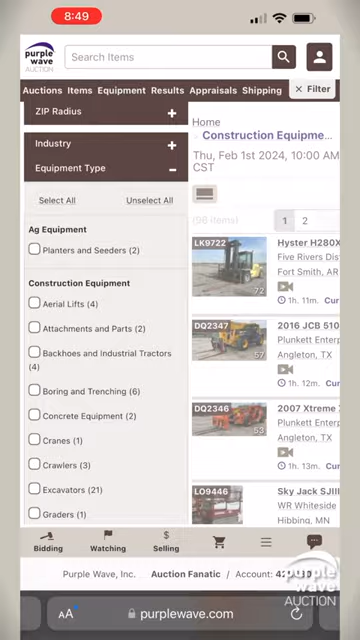 8:49
purple
wave
AUCTION
Search Items
Auctions Items Equipment Results Appraisals Shipping × Filter
ZIP Radius +
Industry +
Equipment Type −
Select All Unselect All
Ag Equipment
Planters and Seeders (2)
Construction Equipment
Aerial Lifts (4)
Attachments and Parts (2)
Backhoes and Industrial Tractors
(4)
Boring and Trenching (6)
Concrete Equipment (2)
Cranes (1)
Crawlers (3)
Excavators (21)
Graders (1)
Home
Construction Equipme...
Thu, Feb 1st 2024, 10:00 AM
CST
(96 items) 1 2
LK9722
72
Hyster H280X
Five Rivers Dis
Fort Smith, AR
1h, 11m. Cur
DQ2347
57
2016 JCB 510
Plunkett Enterp
Angleton, TX
1h, 12m. Cur
DQ2346
53
2007 Xtreme
Plunkett Enterp
Angleton, TX
1h, 13m. Cur
LO9446
Sky Jack SJIII
WR Whiteside
Hibbing, MN
Bidding Watching Selling
Purple Wave, Inc. Auction Fanatic / Account:
purple
wave
AUCTION
AA purplewave.com